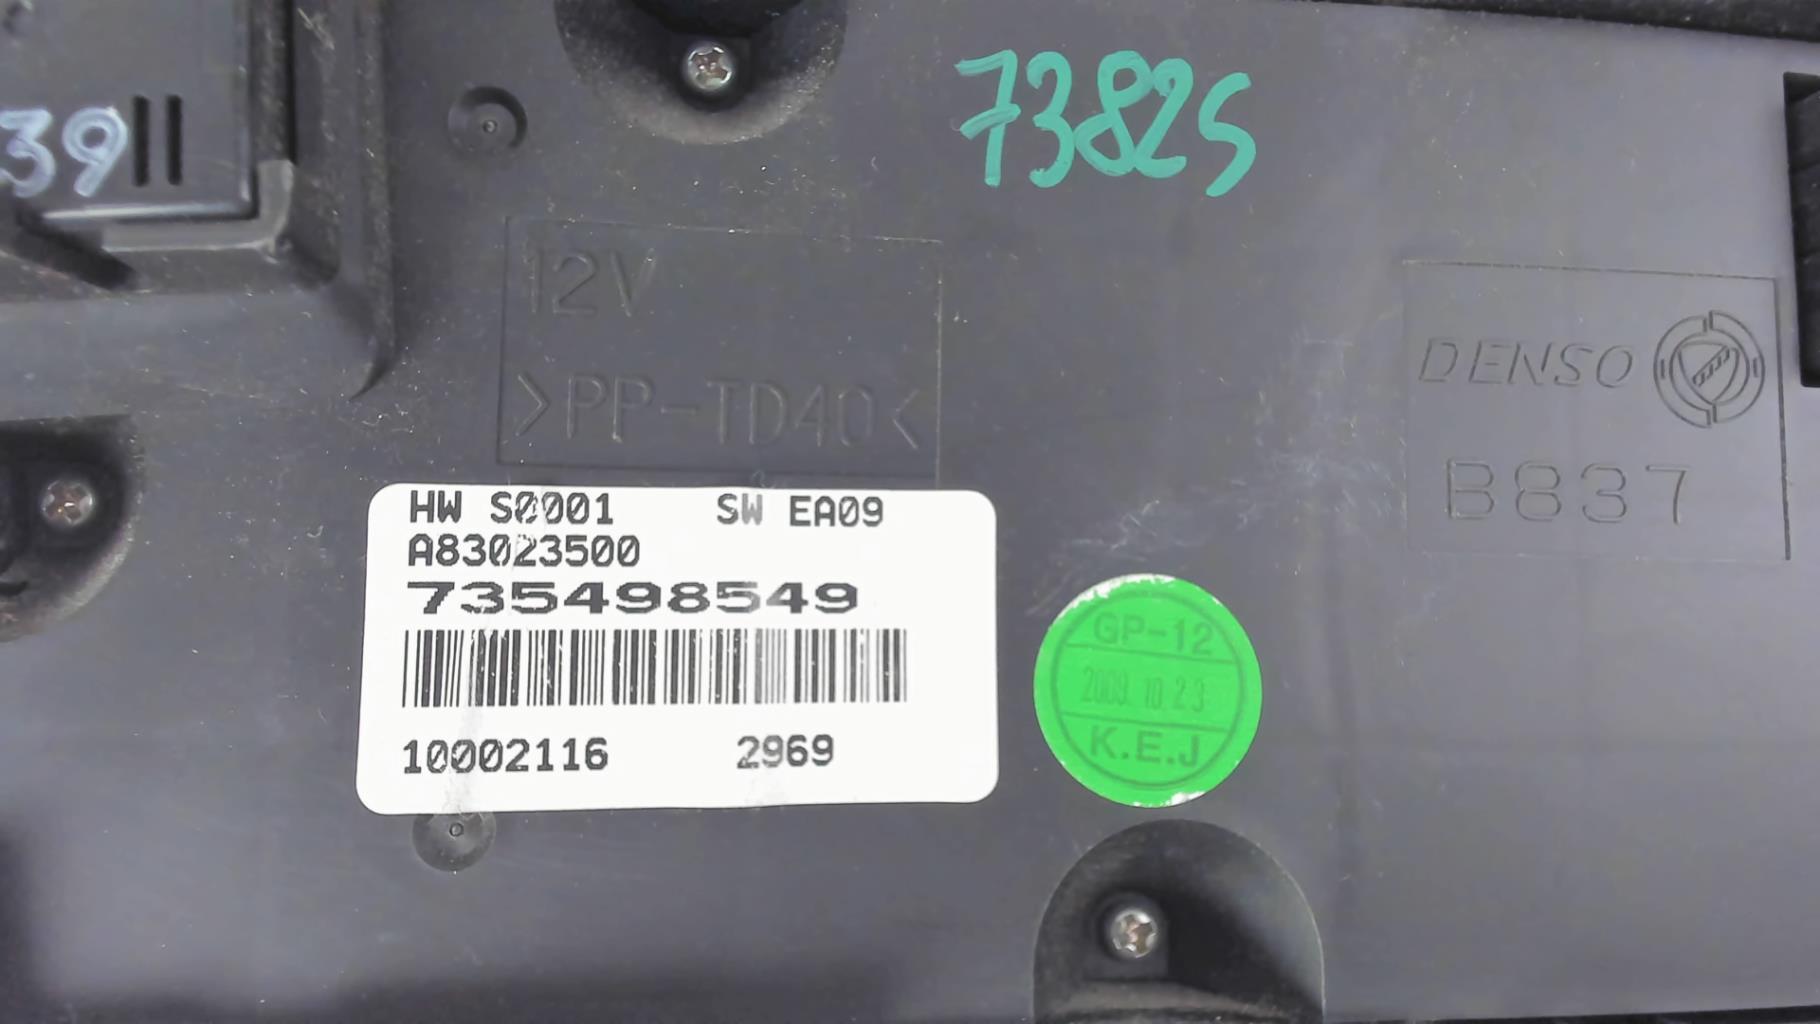 73825
39
12V
>PP-TD40<
DENSO
B837
HW S0001 SW EA09
A83023500
735498549
10002116 2969
GP-12
2009.10.23
K.E.J